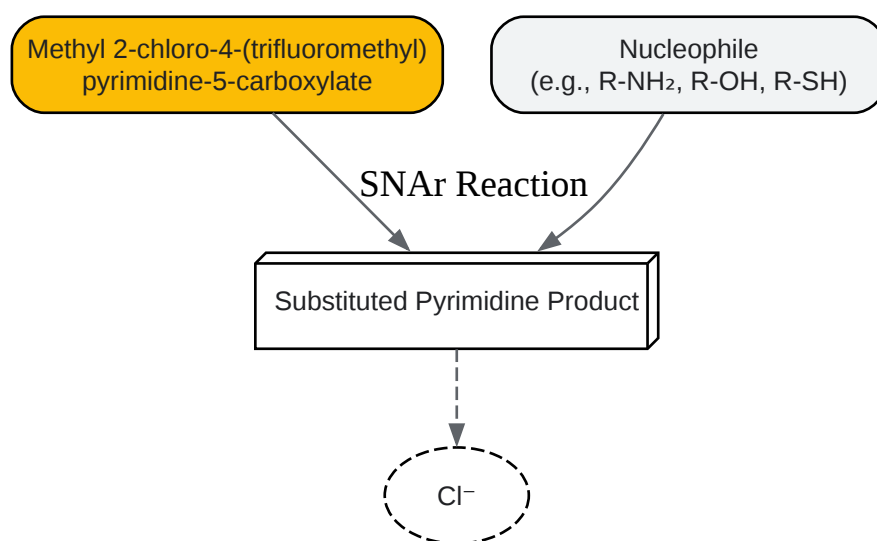 Methyl 2-chloro-4-(trifluoromethyl)
pyrimidine-5-carboxylate
Nucleophile
(e.g., R-NH₂, R-OH, R-SH)
SNAr Reaction
Substituted Pyrimidine Product
Cl⁻